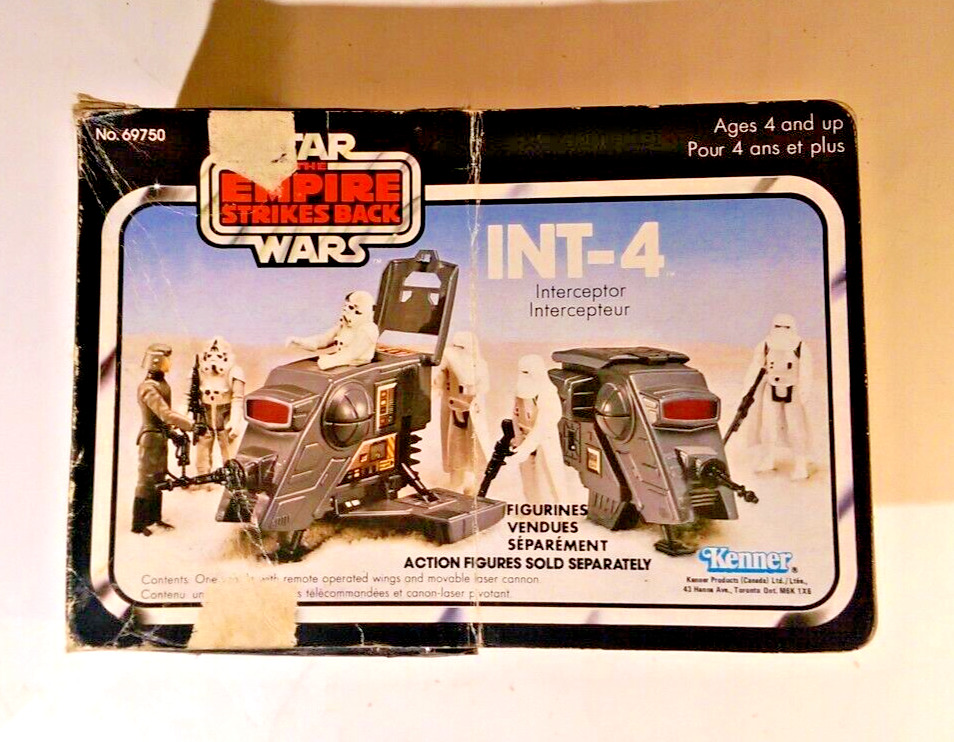 No. 69750
Ages 4 and up
Pour 4 ans et plus
STAR
THE
EMPIRE
STRIKES BACK
WARS™
INT-4™
Interceptor
Intercepteur
FIGURINES
VENDUES
SÉPARÉMENT
ACTION FIGURES SOLD SEPARATELY
Kenner®
Kenner Products (Canada) Ltd./Ltée.,
43 Hanna Ave., Toronto Ont. M6K 1X6
Contents: One with remote operated wings and movable laser cannon.
Contenu télécommandées et canon-laser pivotant.